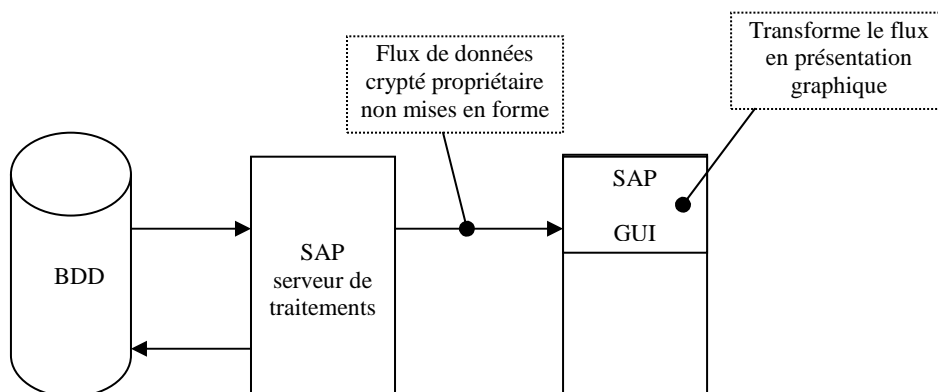 Transforme le flux
en présentation
graphique
Flux de données
crypté propriétaire
non mises en forme
SAP
GUI
BDD
SAP
serveur de
traitements